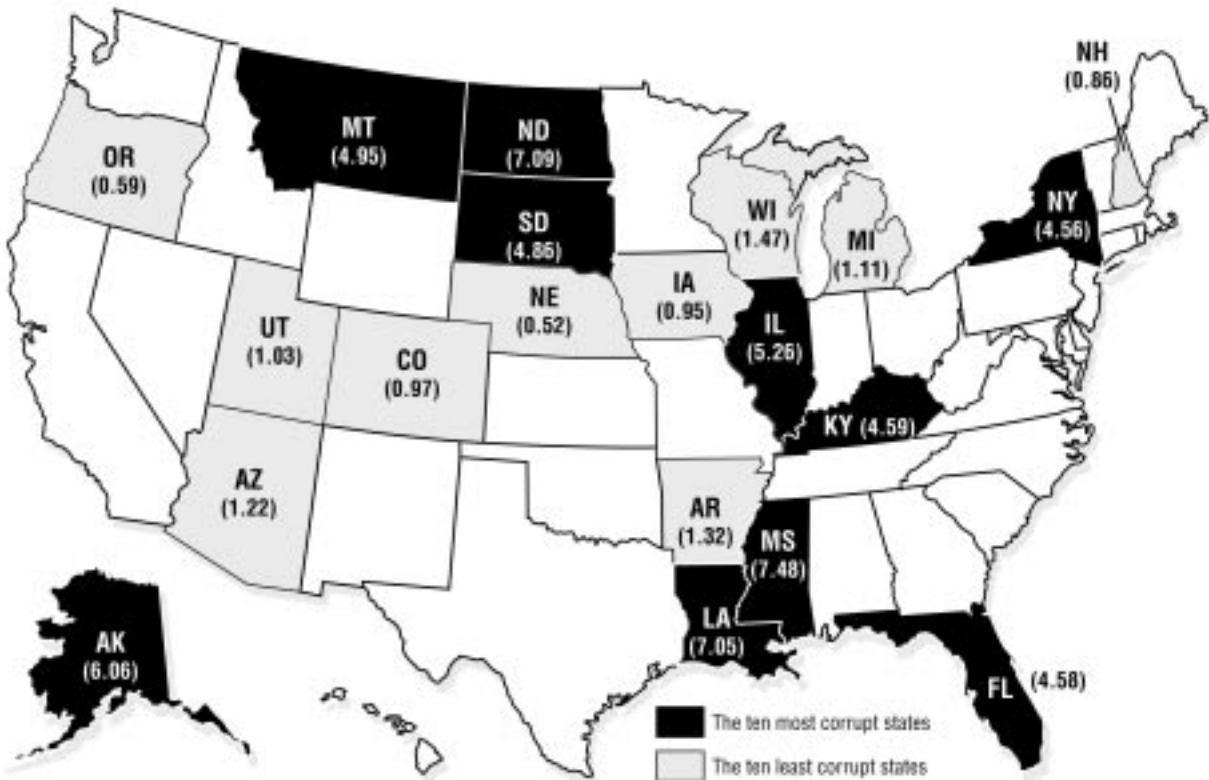 NH
(0.86)
MT
(4.95)
ND
(7.09)
OR
(0.59)
SD
(4.86)
WI
(1.47)
MI
(1.11)
NY
(4.56)
NE
(0.52)
IA
(0.95)
UT
(1.03)
CO
(0.97)
IL
(5.26)
KY (4.59)
AZ
(1.22)
AR
(1.32)
MS
(7.48)
LA
(7.05)
AK
(6.06)
FL (4.58)
The ten most corrupt states
The ten least corrupt states